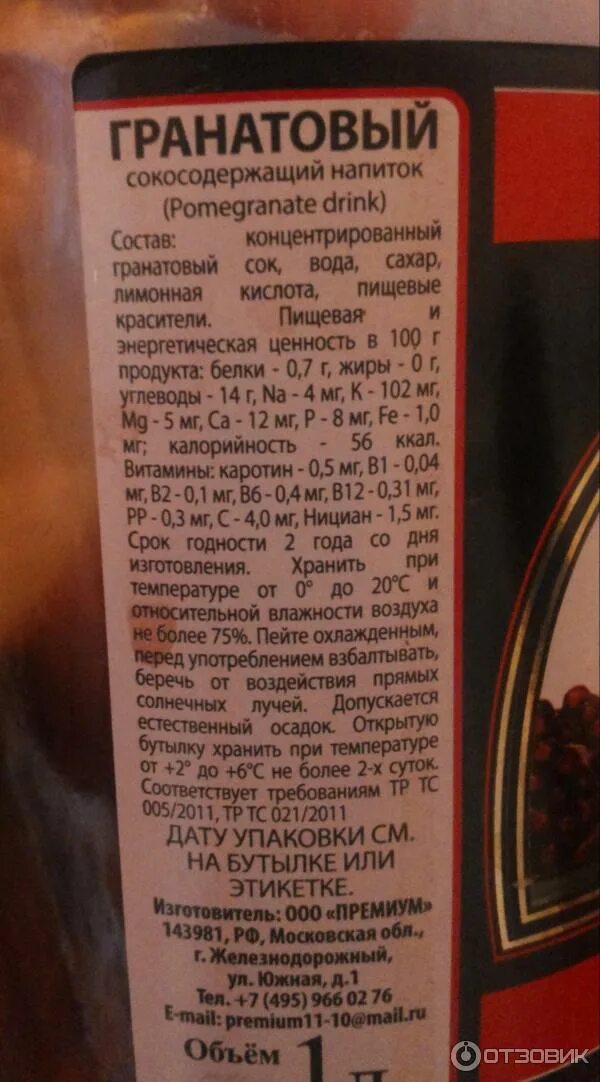 ГРАНАТОВЫЙ
сокосодержащий напиток
(Pomegranate drink)
Состав: концентрированный
гранатовый сок, вода, сахар,
лимонная кислота, пищевые
красители. Пищевая и
энергетическая ценность в 100 г
продукта: белки - 0,7 г, жиры - 0 г,
углеводы - 14 г, Na - 4 мг, K - 102 мг,
Mg - 5 мг, Ca - 12 мг, P - 8 мг, Fe - 1,0
мг; калорийность - 56 ккал.
Витамины: каротин - 0,5 мг, B1 - 0,04
мг, B2 - 0,1 мг, B6 - 0,4 мг, B12 - 0,31 мг,
PP - 0,3 мг, C - 4,0 мг, Нициан - 1,5 мг.
Срок годности 2 года со дня
изготовления. Хранить при
температуре от 0° до 20°C и
относительной влажности воздуха
не более 75%. Пейте охлажденным,
перед употреблением взбалтывать,
беречь от воздействия прямых
солнечных лучей. Допускается
естественный осадок. Открытую
бутылку хранить при температуре
от +2° до +6°C не более 2-х суток.
Соответствует требованиям ТР ТС
005/2011, ТР ТС 021/2011
ДАТУ УПАКОВКИ СМ.
НА БУТЫЛКЕ ИЛИ
ЭТИКЕТКЕ.
Изготовитель: ООО «ПРЕМИУМ»
143981, РФ, Московская обл.,
г. Железнодорожный,
ул. Южная, д.1
Тел. +7 (495) 966 02 76
E-mail: premium11-10@mail.ru
Объём 1 л
ОТЗОВИК